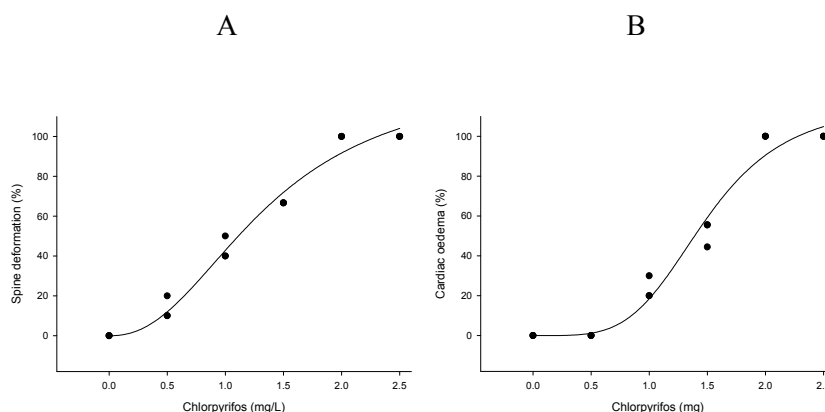 A
B
Spine deformation (%)
100
80
60
40
20
0
0.0 0.5 1.0 1.5 2.0 2.5
Chlorpyrifos (mg/L)
Cardiac oedema (%)
100
80
60
40
20
0
0.0 0.5 1.0 1.5 2.0 2.
Chlorpyrifos (mg)